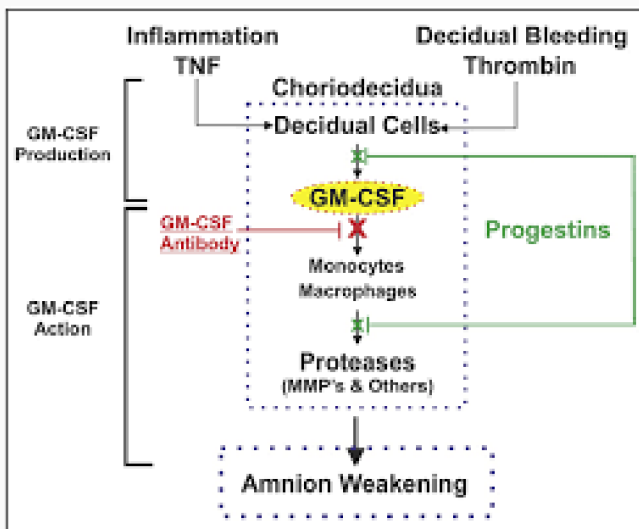 Inflammation
TNF
Decidual Bleeding
Thrombin
Choriodecidua
Decidual Cells
GM-CSF
Production
GM-CSF
GM-CSF
Antibody
Progestins
Monocytes
Macrophages
GM-CSF
Action
Proteases
(MMP's & Others)
Amnion Weakening